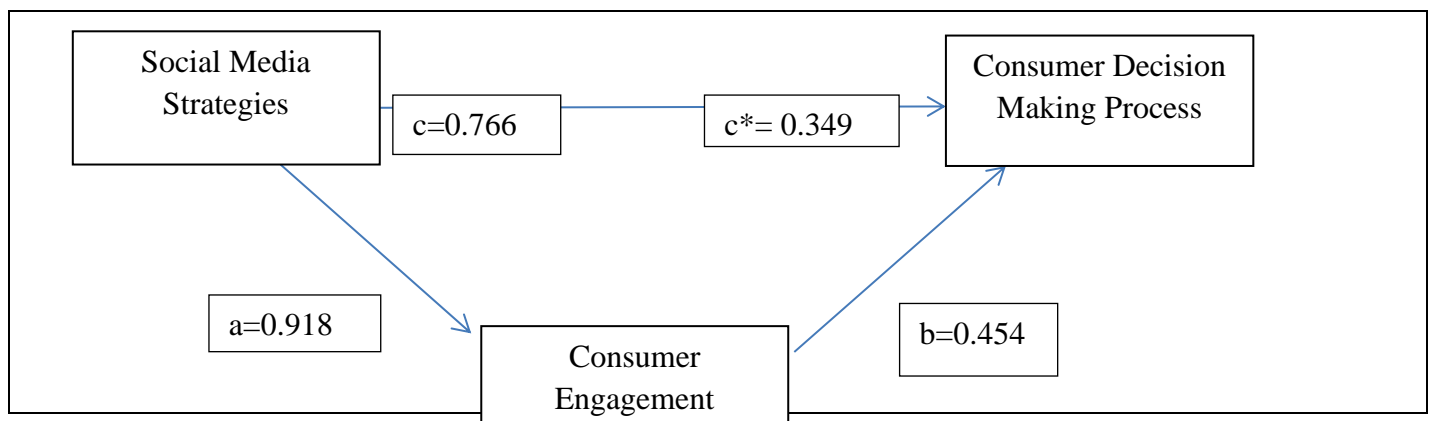 Social Media
Strategies
Consumer Decision
Making Process
c=0.766
c*= 0.349
a=0.918
b=0.454
Consumer
Engagement